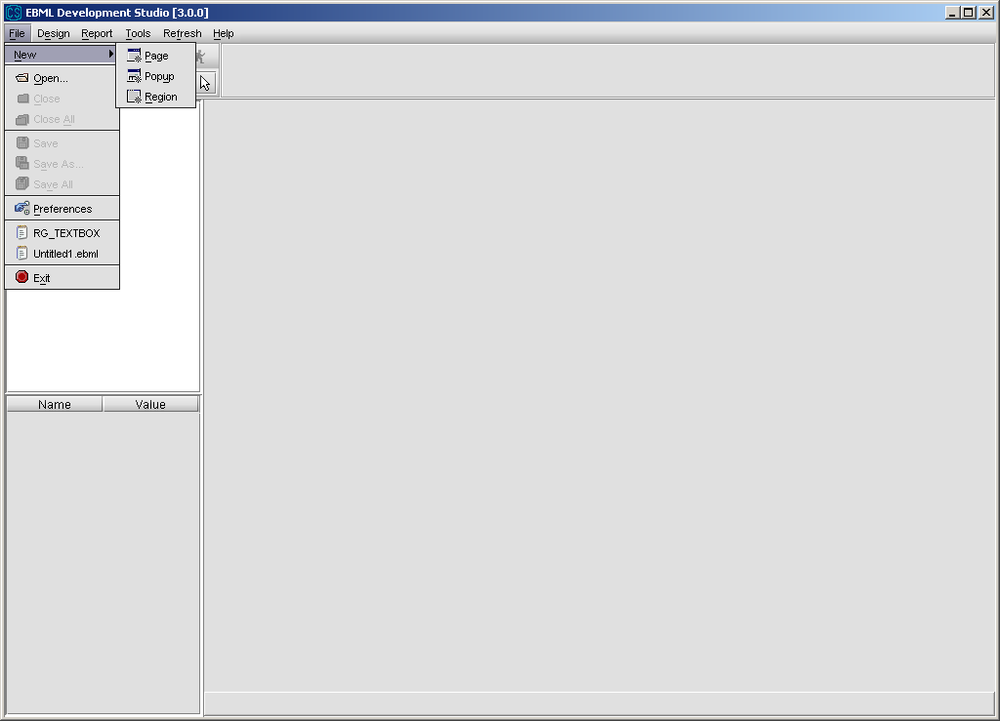 EBML Development Studio [3.0.0]
File Design Report Tools Refresh Help
New
Page
Popup
Region
Open...
Close
Close All
Save
Save As...
Save All
Preferences
RG_TEXTBOX
Untitled1.ebml
Exit
Name Value